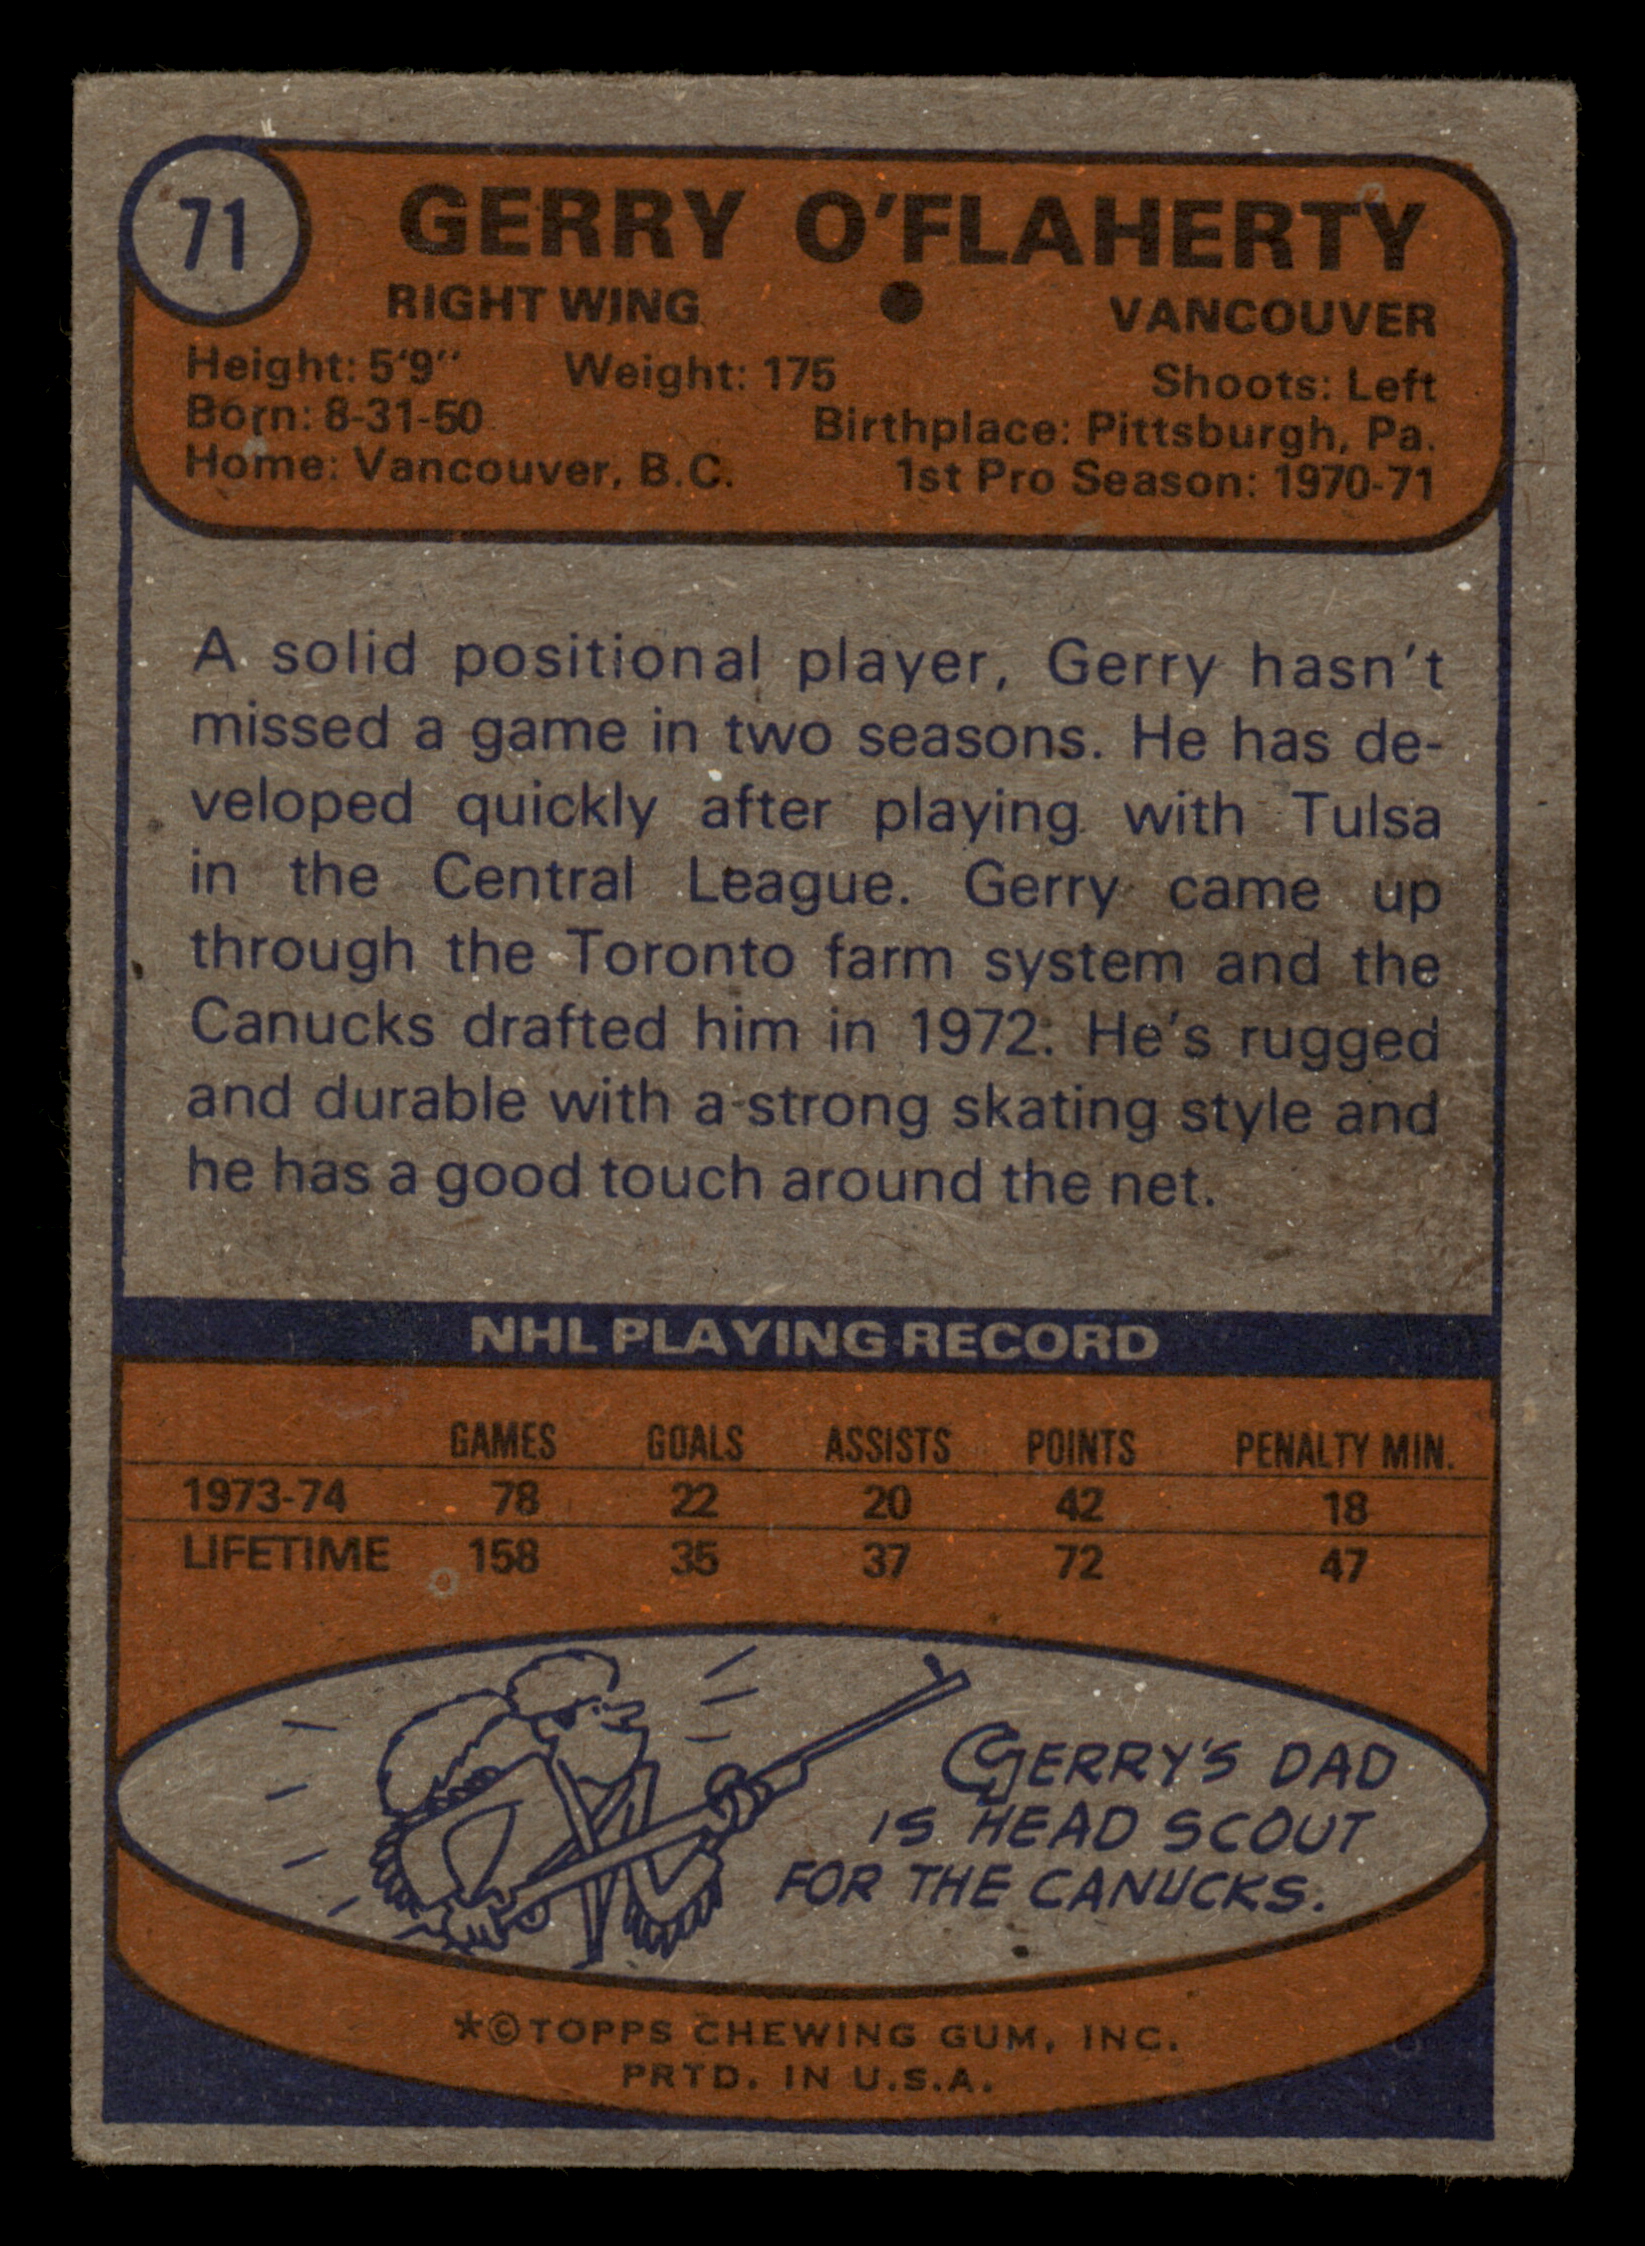 71
GERRY O'FLAHERTY
RIGHT WING • VANCOUVER
Height: 5'9" Weight: 175 Shoots: Left
Born: 8-31-50 Birthplace: Pittsburgh, Pa.
Home: Vancouver, B.C. 1st Pro Season: 1970-71
A solid positional player, Gerry hasn't
missed a game in two seasons. He has de-
veloped quickly after playing with Tulsa
in the Central League. Gerry came up
through the Toronto farm system and the
Canucks drafted him in 1972. He's rugged
and durable with a strong skating style and
he has a good touch around the net.
NHL PLAYING RECORD
GAMES GOALS ASSISTS POINTS PENALTY MIN.
1973-74 78 22 20 42 18
LIFETIME 158 35 37 72 47
GERRY'S DAD
IS HEAD SCOUT
FOR THE CANUCKS.
*©TOPPS CHEWING GUM, INC.
PRTD. IN U.S.A.